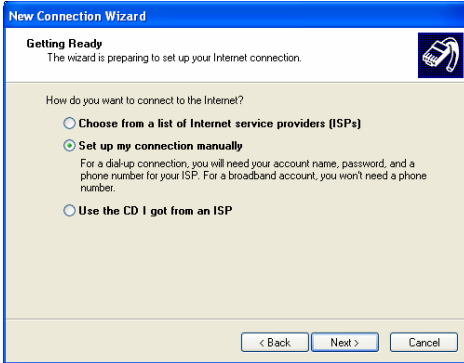 New Connection Wizard
Getting Ready
The wizard is preparing to set up your Internet connection.
How do you want to connect to the Internet?
Choose from a list of Internet service providers (ISPs)
Set up my connection manually
For a dial-up connection, you will need your account name, password, and a
phone number for your ISP. For a broadband account, you won't need a phone
number.
Use the CD I got from an ISP
< Back
Next >
Cancel